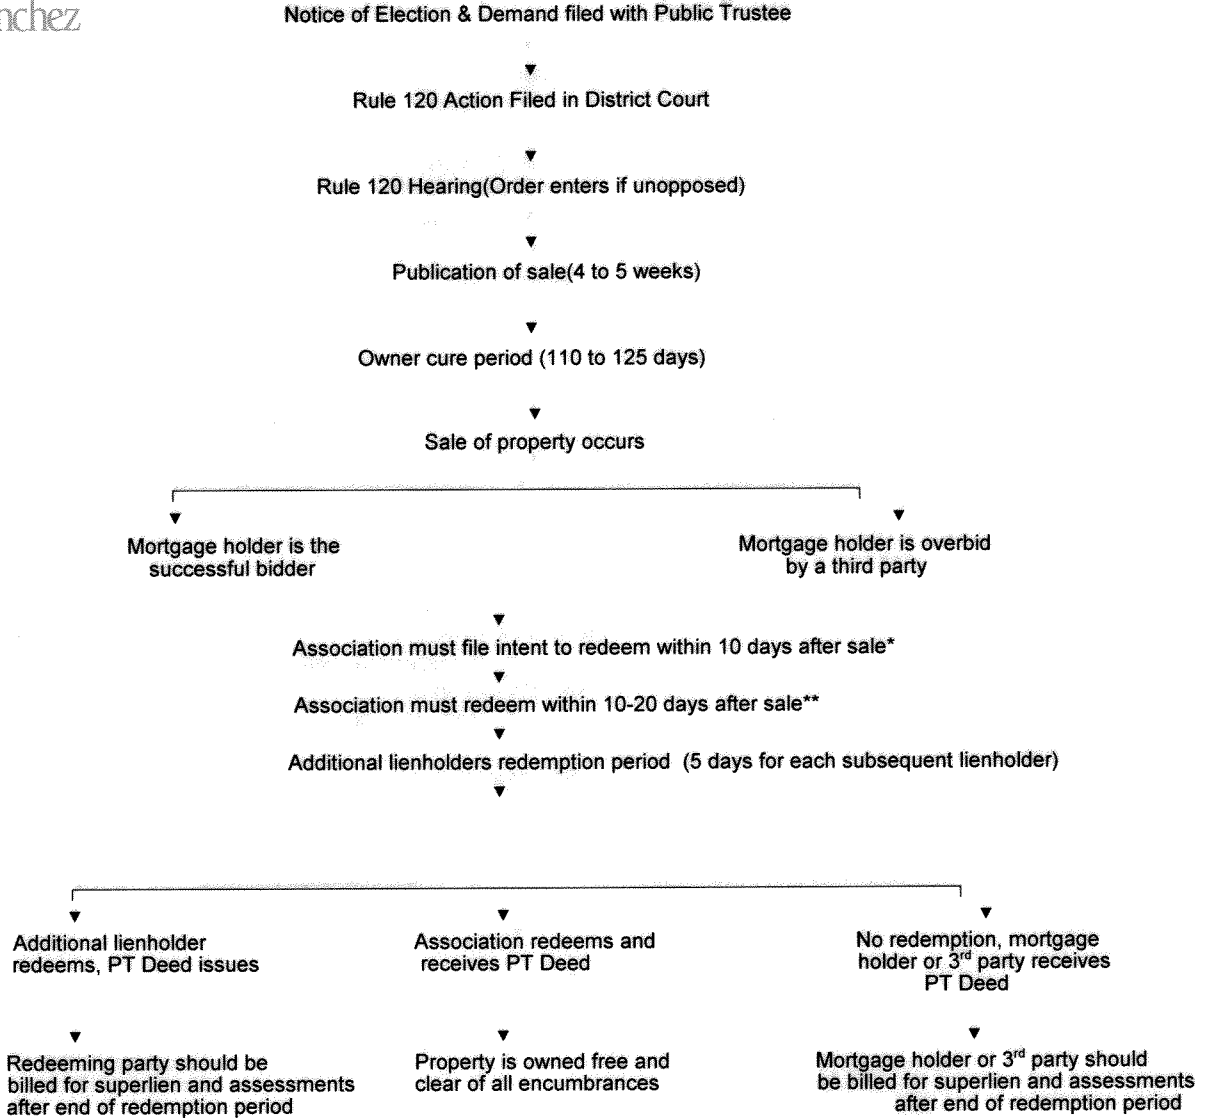 nchez
Notice of Election & Demand filed with Public Trustee
Rule 120 Action Filed in District Court
Rule 120 Hearing(Order enters if unopposed)
Publication of sale(4 to 5 weeks)
Owner cure period (110 to 125 days)
Sale of property occurs
Mortgage holder is the
successful bidder
Mortgage holder is overbid
by a third party
Association must file intent to redeem within 10 days after sale*
Association must redeem within 10-20 days after sale**
Additional lienholders redemption period (5 days for each subsequent lienholder)
Additional lienholder
redeems, PT Deed issues
Association redeems and
receives PT Deed
No redemption, mortgage
holder or 3rd party receives
PT Deed
Redeeming party should be
billed for superlien and assessments
after end of redemption period
Property is owned free and
clear of all encumbrances
Mortgage holder or 3rd party should
be billed for superlien and assessments
after end of redemption period